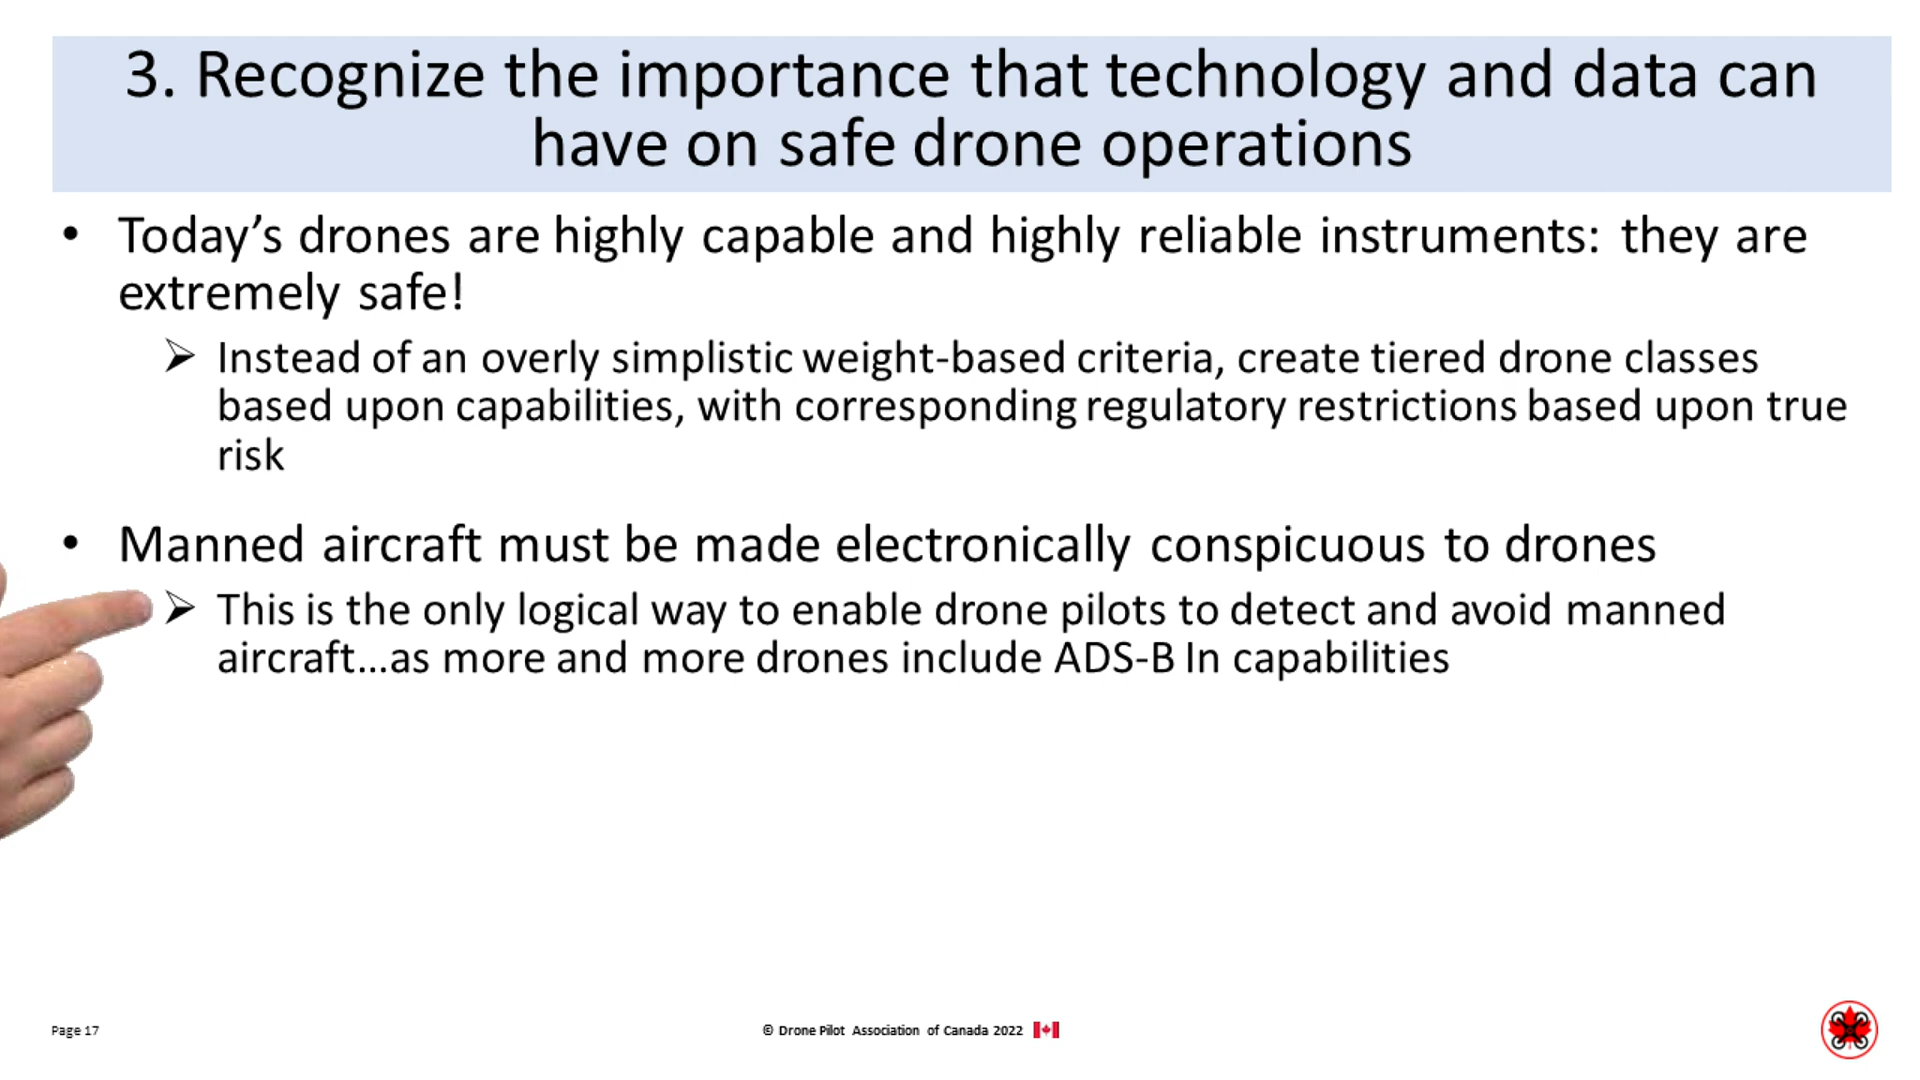 3. Recognize the importance that technology and data can
have on safe drone operations
• Today’s drones are highly capable and highly reliable instruments: they are
extremely safe!
➢ Instead of an overly simplistic weight-based criteria, create tiered drone classes
based upon capabilities, with corresponding regulatory restrictions based upon true
risk
• Manned aircraft must be made electronically conspicuous to drones
➢ This is the only logical way to enable drone pilots to detect and avoid manned
aircraft...as more and more drones include ADS-B In capabilities
Page 17
© Drone Pilot Association of Canada 2022